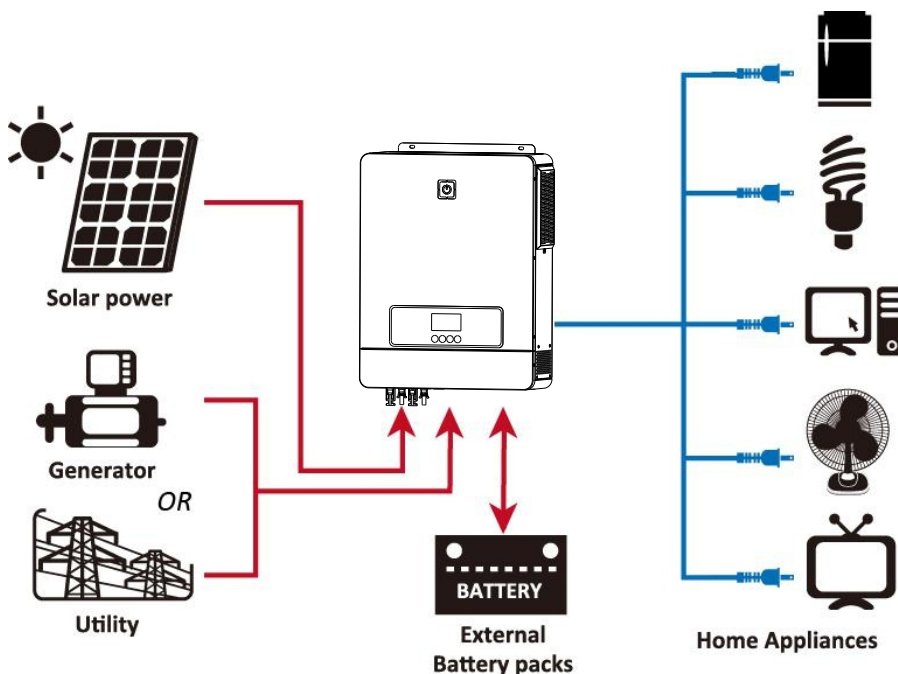 Solar power
Generator
OR
Utility
BATTERY
External
Battery packs
Home Appliances